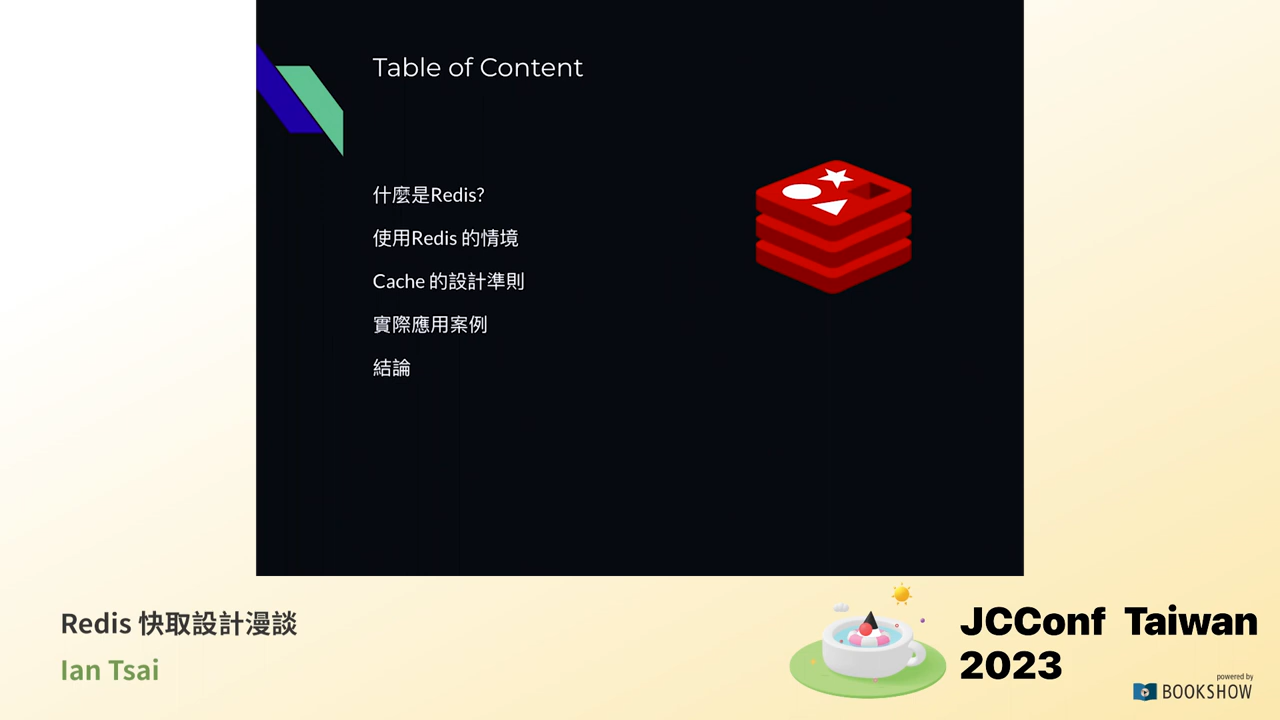 Table of Content
什麼是Redis?
使用Redis 的情境
Cache 的設計準則
實際應用案例
結論
Redis 快取設計漫談
Ian Tsai
JCConf Taiwan
2023
powered by
BOOKSHOW